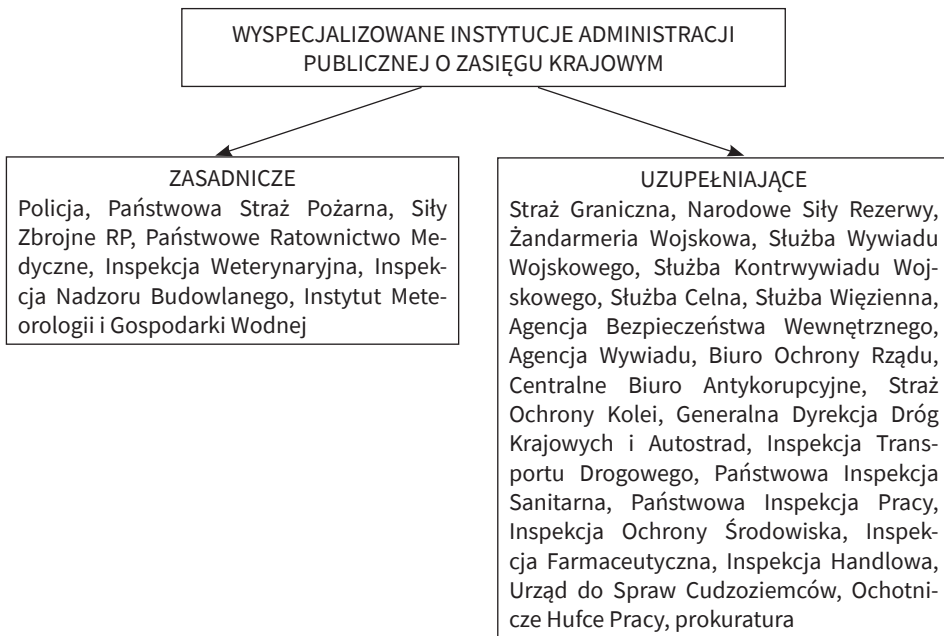 WYSPECJALIZOWANE INSTYTUCJE ADMINISTRACJI
PUBLICZNEJ O ZASIĘGU KRAJOWYM
ZASADNICZE
Policja, Państwowa Straż Pożarna, Siły
Zbrojne RP, Państwowe Ratownictwo Me-
dyczne, Inspekcja Weterynaryjna, Inspek-
cja Nadzoru Budowlanego, Instytut Mete-
orologii i Gospodarki Wodnej
UZUPEŁNIAJĄCE
Straż Graniczna, Narodowe Siły Rezerwy,
Żandarmeria Wojskowa, Służba Wywiadu
Wojskowego, Służba Kontrwywiadu Woj-
skowego, Służba Celna, Służba Więzienna,
Agencja Bezpieczeństwa Wewnętrznego,
Agencja Wywiadu, Biuro Ochrony Rządu,
Centralne Biuro Antykorupcyjne, Straż
Ochrony Kolei, Generalna Dyrekcja Dróg
Krajowych i Autostrad, Inspekcja Trans-
portu Drogowego, Państwowa Inspekcja
Sanitarna, Państwowa Inspekcja Pracy,
Inspekcja Ochrony Środowiska, Inspek-
cja Farmaceutyczna, Inspekcja Handlowa,
Urząd do Spraw Cudzoziemców, Ochotni-
cze Hufce Pracy, prokuratura